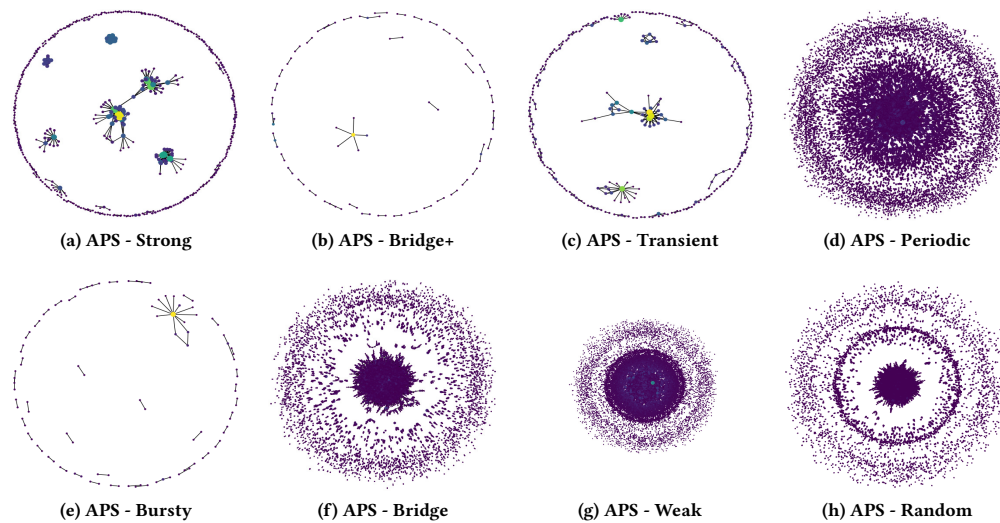 (a) APS - Strong
(b) APS - Bridge+
(c) APS - Transient
(d) APS - Periodic
(e) APS - Bursty
(f) APS - Bridge
(g) APS - Weak
(h) APS - Random